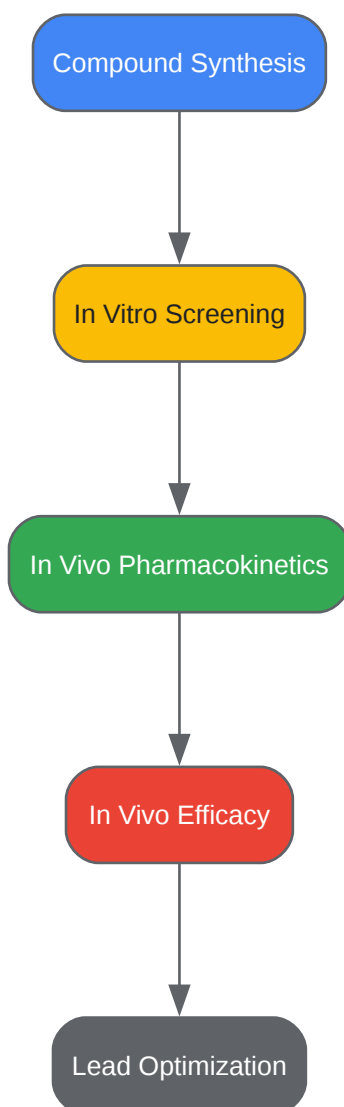 Compound Synthesis
In Vitro Screening
In Vivo Pharmacokinetics
In Vivo Efficacy
Lead Optimization